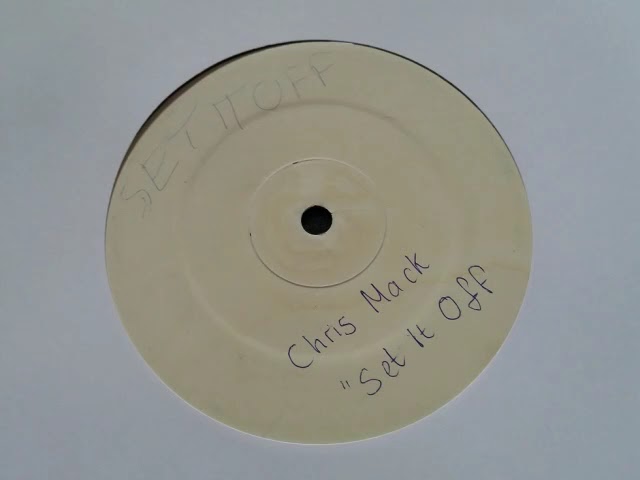 SET IT OFF
Chris Mack
"Set It Off